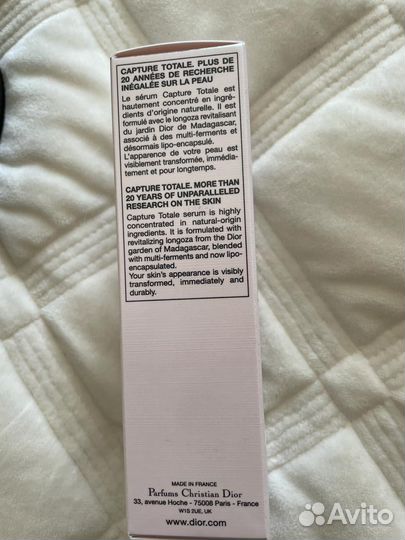 CAPTURE TOTALE. PLUS DE
20 ANNÉES DE RECHERCHE
INÉGALÉE SUR LA PEAU
Le sérum Capture Totale est
hautement concentré en ingré-
dients d'origine naturelle. Il est
formulé avec le longoza revitalisant
du jardin Dior de Madagascar,
associé à des multi-ferments et
désormais lipo-encapsulé.
L'apparence de votre peau est
visiblement transformée, immédia-
tement et pour longtemps.
CAPTURE TOTALE. MORE THAN
20 YEARS OF UNPARALLELED
RESEARCH ON THE SKIN
Capture Totale serum is highly
concentrated in natural-origin
ingredients. It is formulated with
revitalizing longoza from the Dior
garden of Madagascar, blended
with multi-ferments and now lipo-
encapsulated.
Your skin's appearance is visibly
transformed, immediately and
durably.
MADE IN FRANCE
Parfums Christian Dior
33, avenue Hoche - 75008 Paris - France
W1S 2UE, UK
www.dior.com
Avito